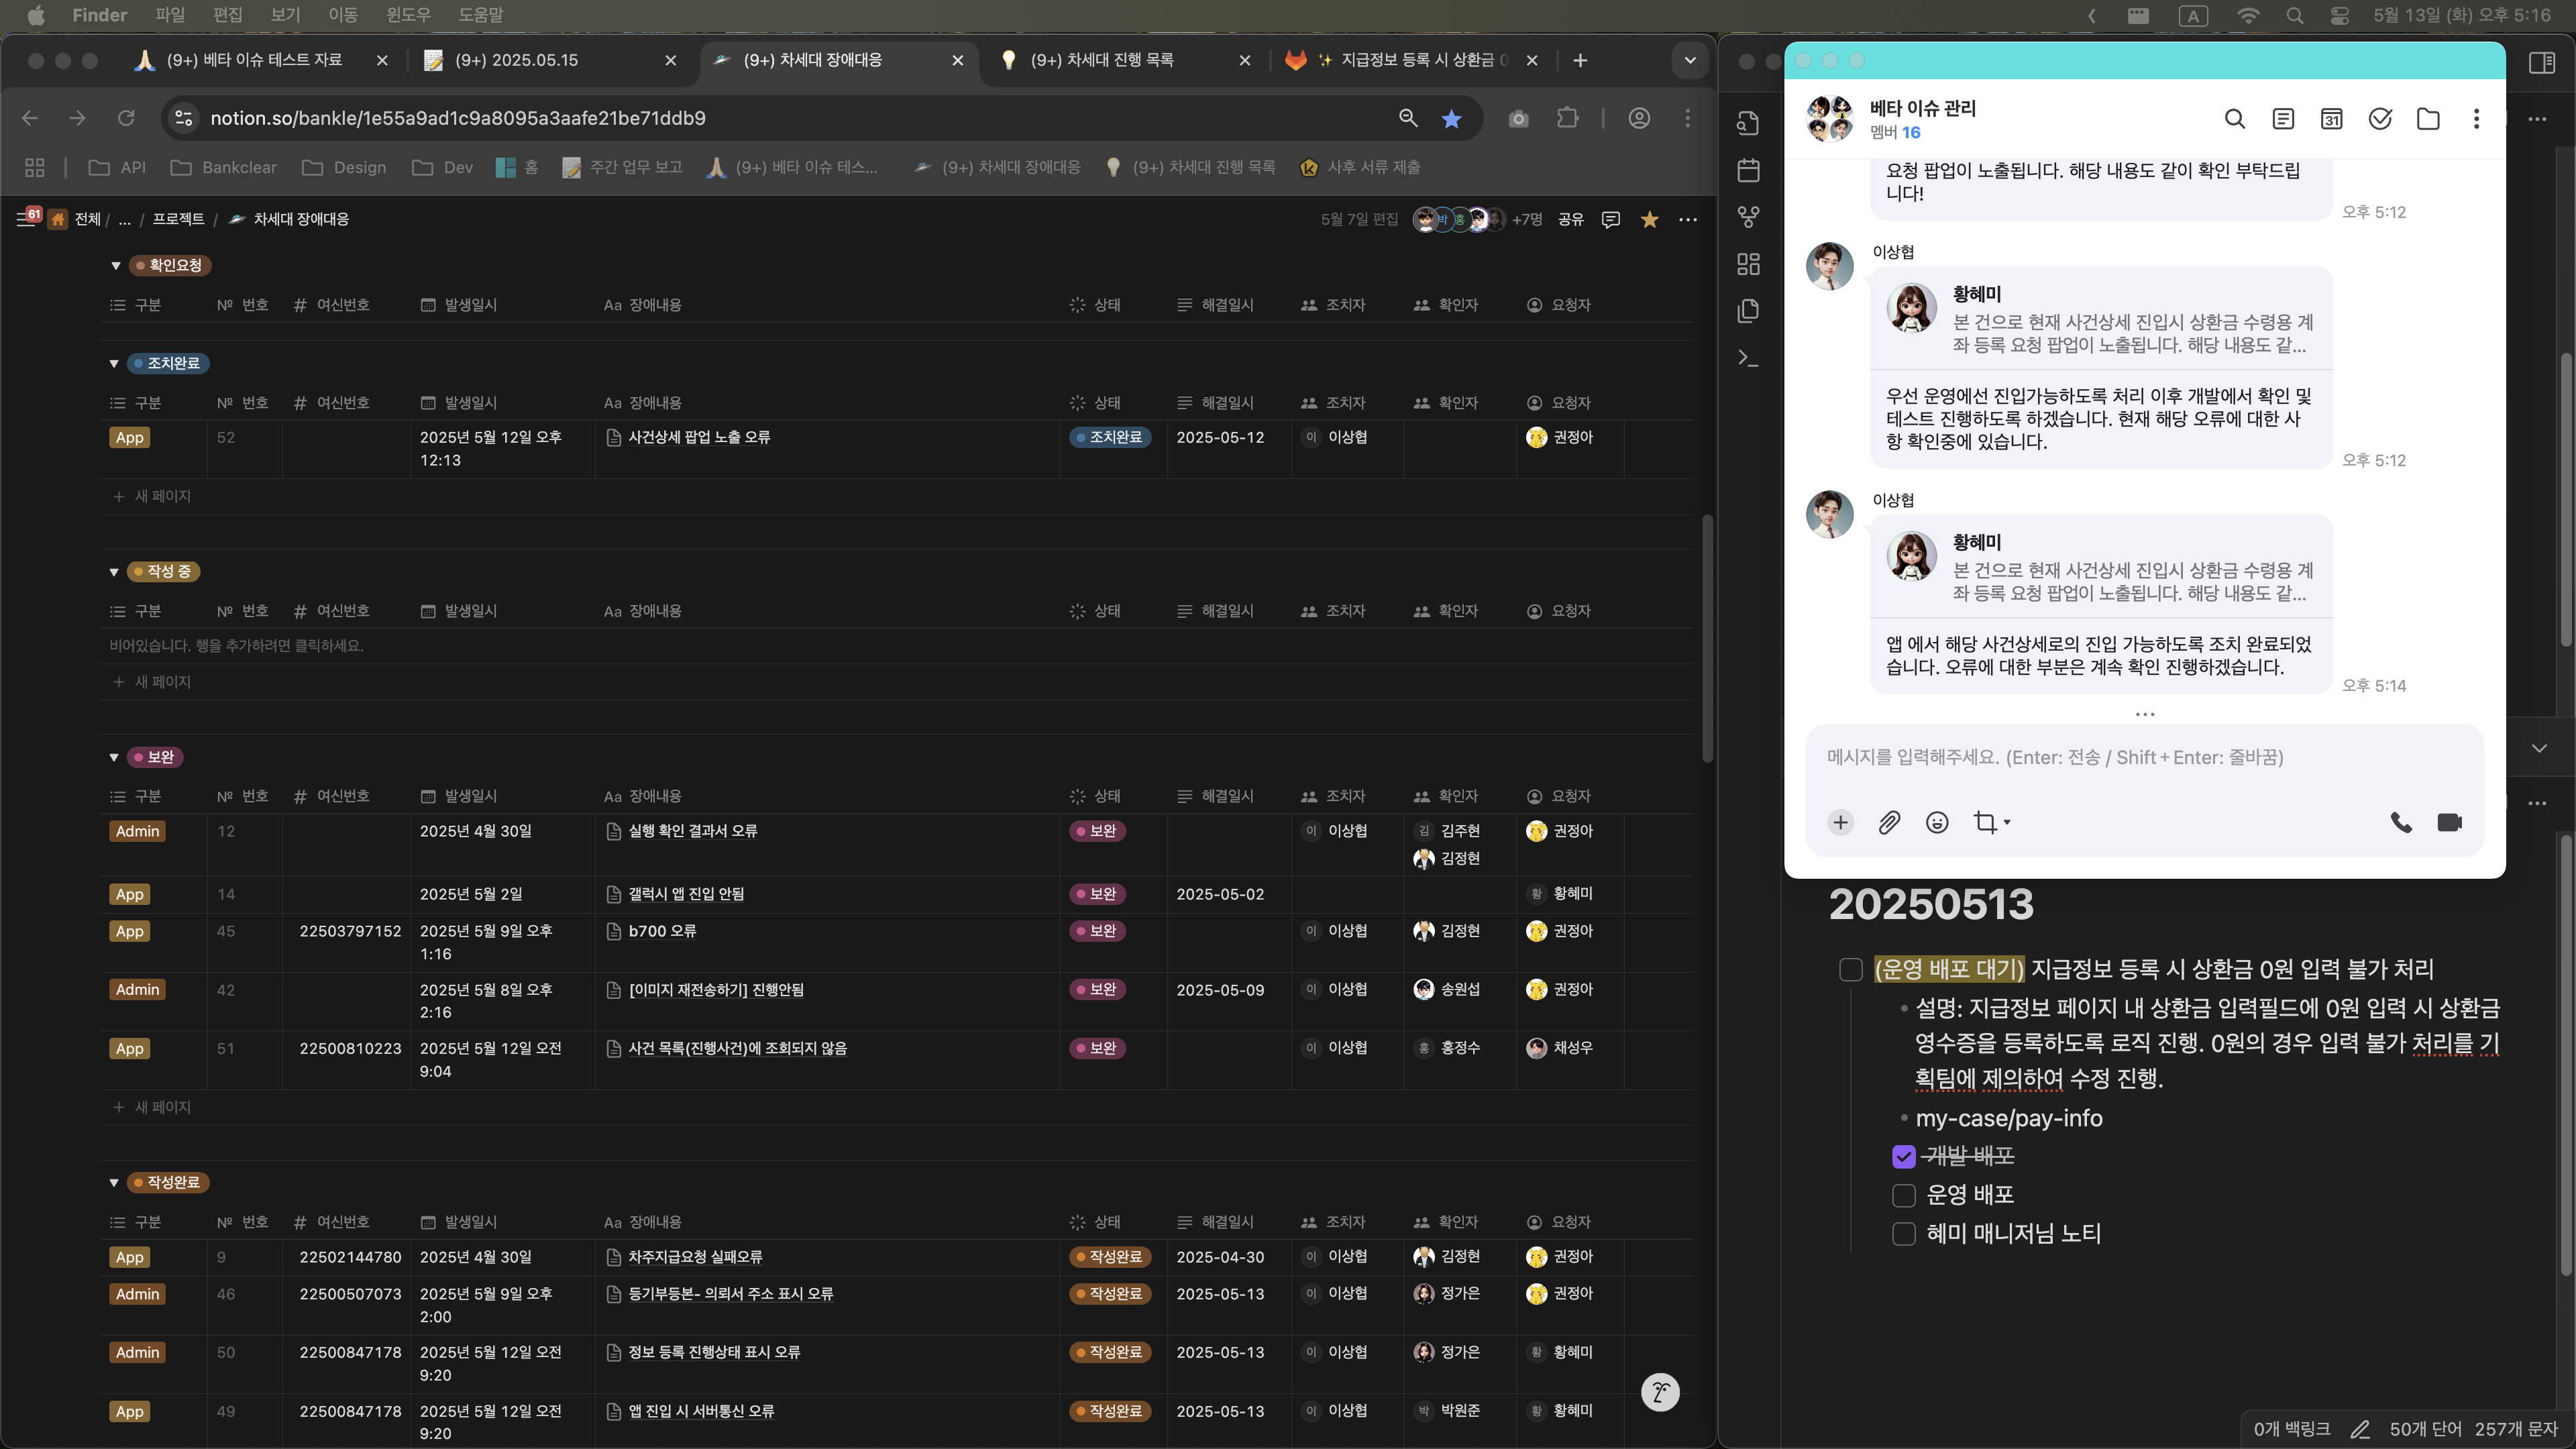 Finder 파일 편집 보기 이동 윈도우 도움말
A 5월 13일 (화) 오후 5:16
(9+) 베타 이슈 테스트 자료
(9+) 2025.05.15
(9+) 차세대 장애대응
(9+) 차세대 진행 목록
지급정보 등록 시 상환금 0
notion.so/bankle/1e55a9ad1c9a8095a3aafe21be71ddb9
API Bankclear Design Dev 홈 주간 업무 보고 (9+) 베타 이슈 테스... (9+) 차세대 장애대응 (9+) 차세대 진행 목록 사후 서류 제출
61 전체 / ... / 프로젝트 / 차세대 장애대응
5월 7일 편집 박 홍 +7명 공유
확인요청
구분 Nº 번호 # 여신번호 발생일시 Aa 장애내용 상태 해결일시 조치자 확인자 요청자
조치완료
구분 Nº 번호 # 여신번호 발생일시 Aa 장애내용 상태 해결일시 조치자 확인자 요청자
App 52 2025년 5월 12일 오후 사건상세 팝업 노출 오류 조치완료 2025-05-12 이 이상협 권정아
12:13
+ 새 페이지
작성 중
구분 Nº 번호 # 여신번호 발생일시 Aa 장애내용 상태 해결일시 조치자 확인자 요청자
비어있습니다. 행을 추가하려면 클릭하세요.
+ 새 페이지
보완
구분 Nº 번호 # 여신번호 발생일시 Aa 장애내용 상태 해결일시 조치자 확인자 요청자
Admin 12 2025년 4월 30일 실행 확인 결과서 오류 보완 이 이상협 김 김주현 권정아
김정현
App 14 2025년 5월 2일 갤럭시 앱 진입 안됨 보완 2025-05-02 황 황혜미
App 45 22503797152 2025년 5월 9일 오후 b700 오류 보완 이 이상협 김정현 권정아
1:16
Admin 42 2025년 5월 8일 오후 [이미지 재전송하기] 진행안됨 보완 2025-05-09 이 이상협 송원섭 권정아
2:16
App 51 22500810223 2025년 5월 12일 오전 사건 목록(진행사건)에 조회되지 않음 보완 이 이상협 홍 홍정수 채성우
9:04
+ 새 페이지
작성완료
구분 Nº 번호 # 여신번호 발생일시 Aa 장애내용 상태 해결일시 조치자 확인자 요청자
App 9 22502144780 2025년 4월 30일 차주지급요청 실패오류 작성완료 2025-04-30 이 이상협 김정현 권정아
Admin 46 22500507073 2025년 5월 9일 오후 등기부등본- 의뢰서 주소 표시 오류 작성완료 2025-05-13 이 이상협 정가은 권정아
2:00
Admin 50 22500847178 2025년 5월 12일 오전 정보 등록 진행상태 표시 오류 작성완료 2025-05-13 이 이상협 정가은 황 황혜미
9:20
App 49 22500847178 2025년 5월 12일 오전 앱 진입 시 서버통신 오류 작성완료 2025-05-13 이 이상협 박 박원준 황 황혜미
9:20
베타 이슈 관리
멤버 16
31
요청 팝업이 노출됩니다. 해당 내용도 같이 확인 부탁드립
니다!
오후 5:12
이상협
황혜미
본 건으로 현재 사건상세 진입시 상환금 수령용 계
좌 등록 요청 팝업이 노출됩니다. 해당 내용도 같...
우선 운영에선 진입가능하도록 처리 이후 개발에서 확인 및
테스트 진행하도록 하겠습니다. 현재 해당 오류에 대한 사
항 확인중에 있습니다.
오후 5:12
이상협
황혜미
본 건으로 현재 사건상세 진입시 상환금 수령용 계
좌 등록 요청 팝업이 노출됩니다. 해당 내용도 같...
앱 에서 해당 사건상세로의 진입 가능하도록 조치 완료되었
습니다. 오류에 대한 부분은 계속 확인 진행하겠습니다.
오후 5:14
메시지를 입력해주세요. (Enter: 전송 / Shift+Enter: 줄바꿈)
20250513
(운영 배포 대기) 지급정보 등록 시 상환금 0원 입력 불가 처리
설명: 지급정보 페이지 내 상환금 입력필드에 0원 입력 시 상환금
영수증을 등록하도록 로직 진행. 0원의 경우 입력 불가 처리를 기
획팀에 제의하여 수정 진행.
my-case/pay-info
개발 배포
운영 배포
혜미 매니저님 노티
0개 백링크 50개 단어 257개 문자